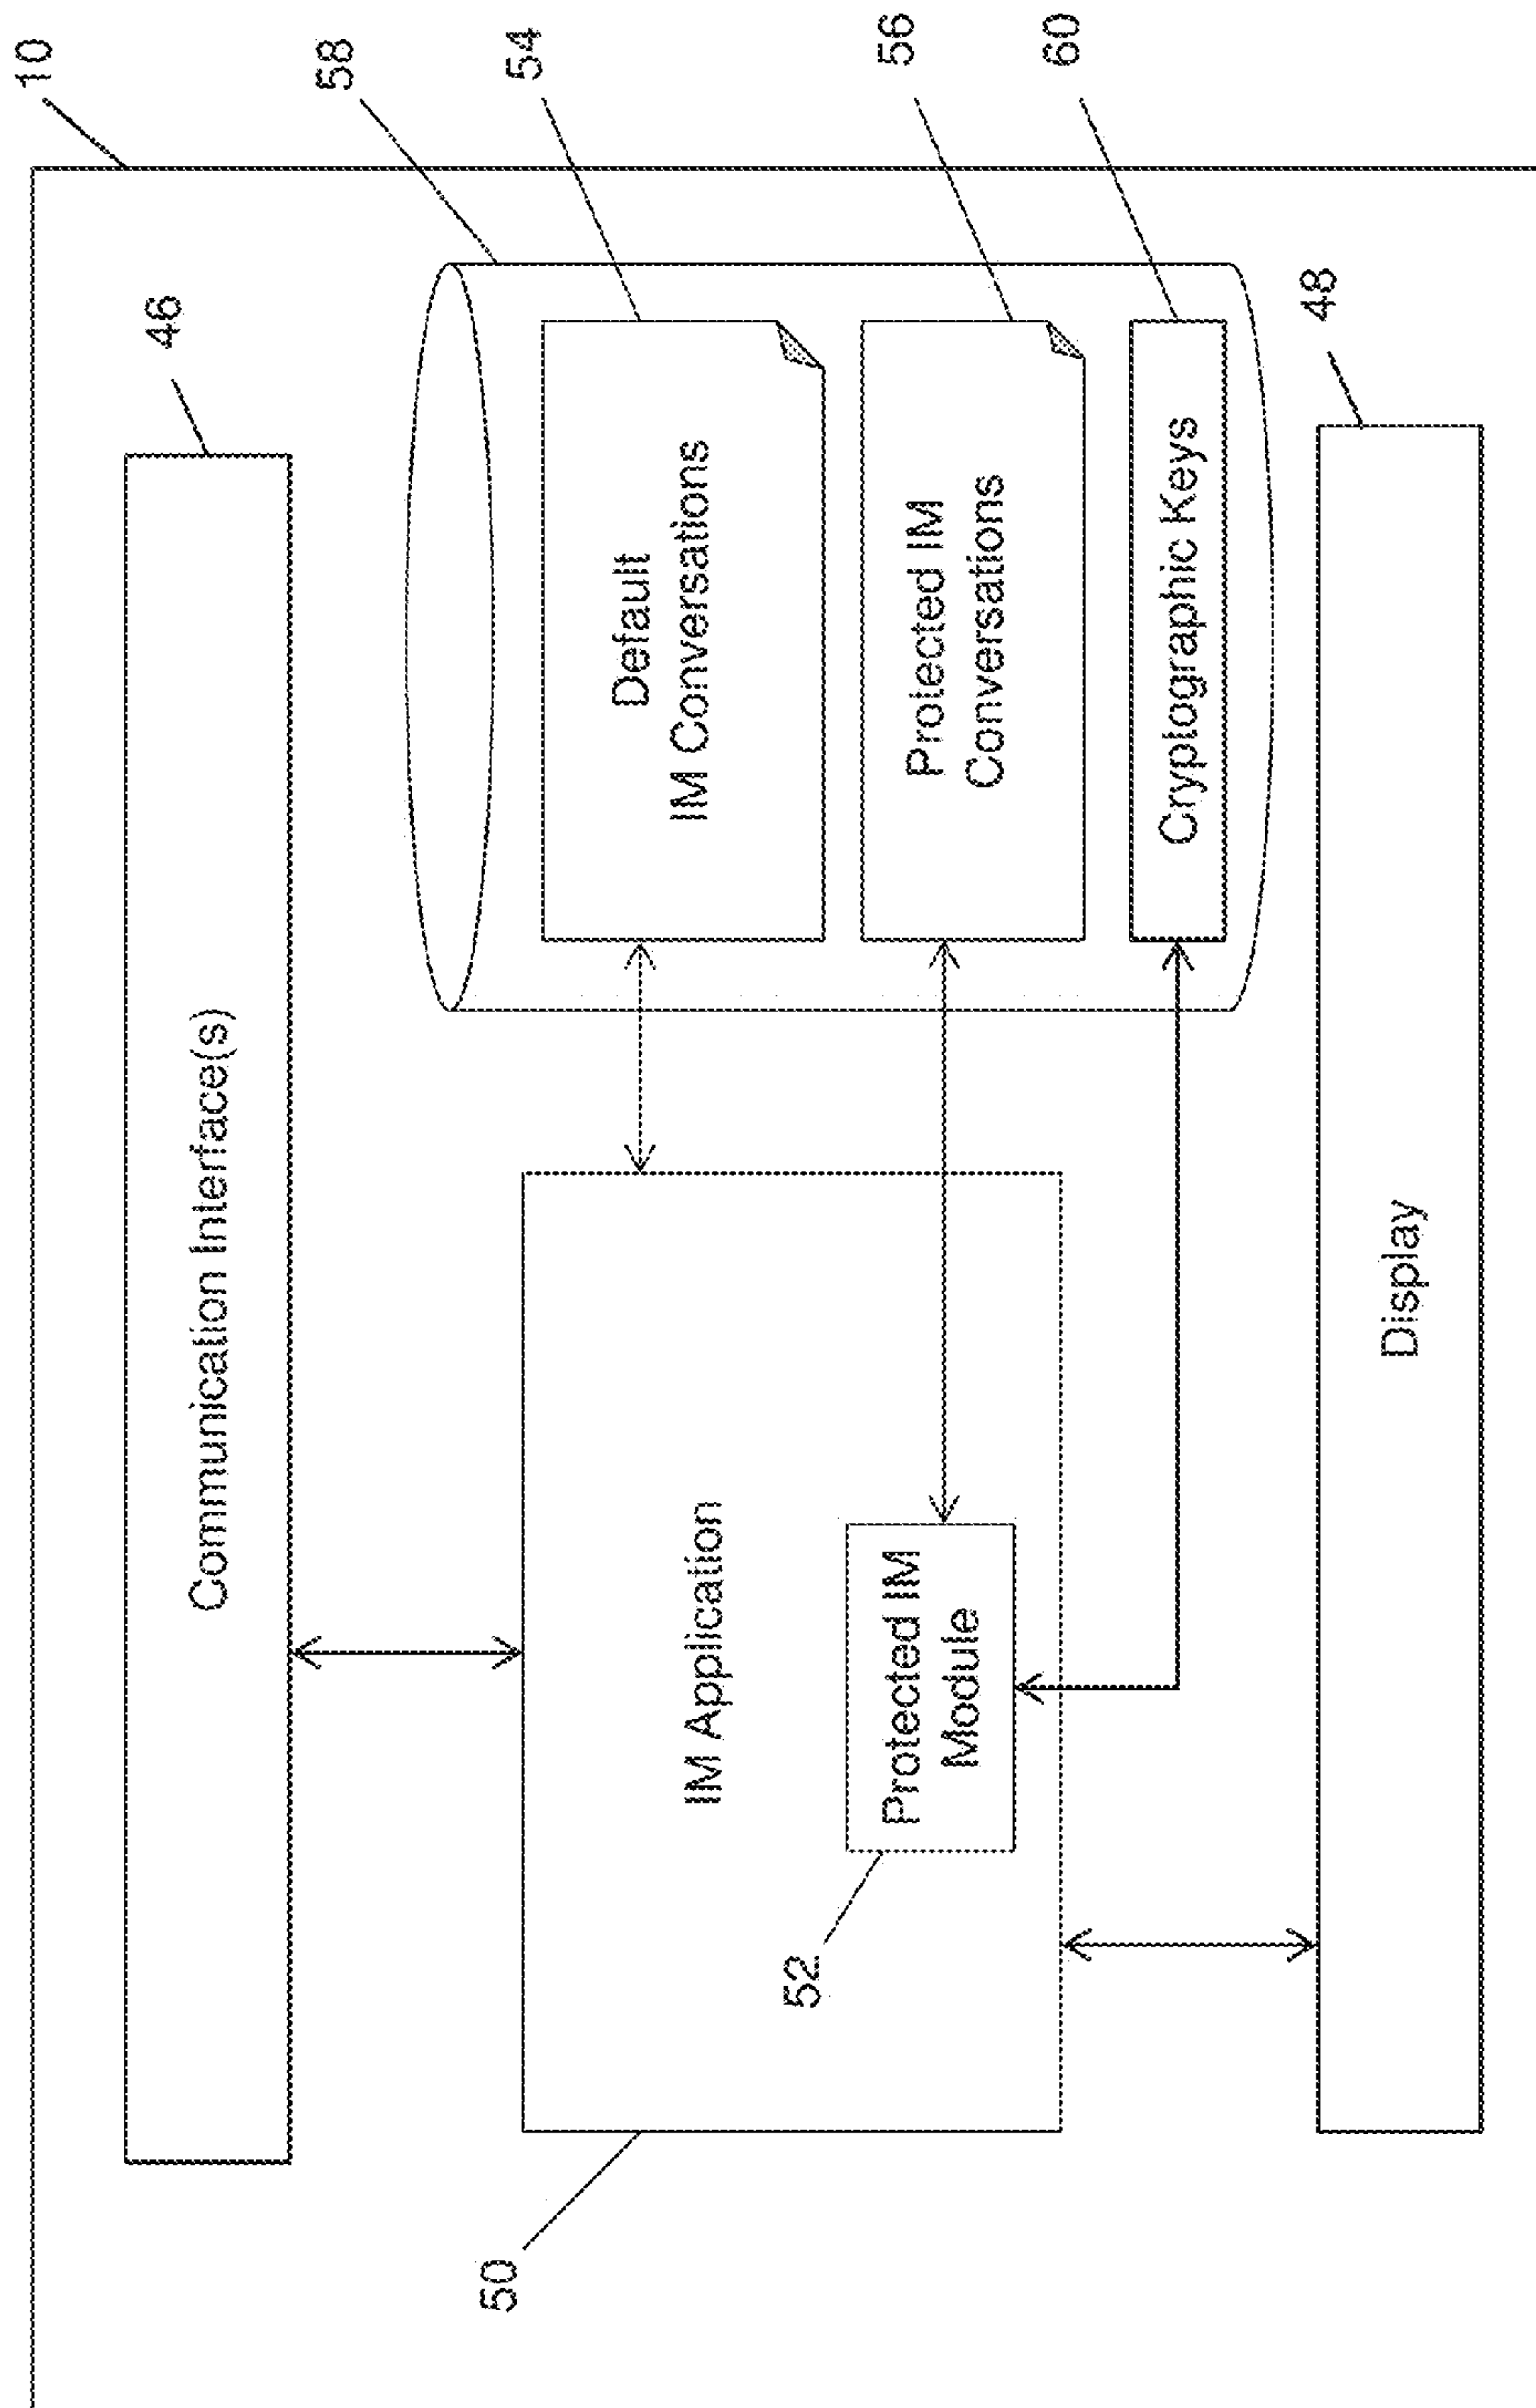 10
46
Communication Interface(s)
58
54
Default
IM Conversations
50
IM Application
56
Protected IM
Conversations
52
Protected IM
Module
60
Cryptographic Keys
48
Display